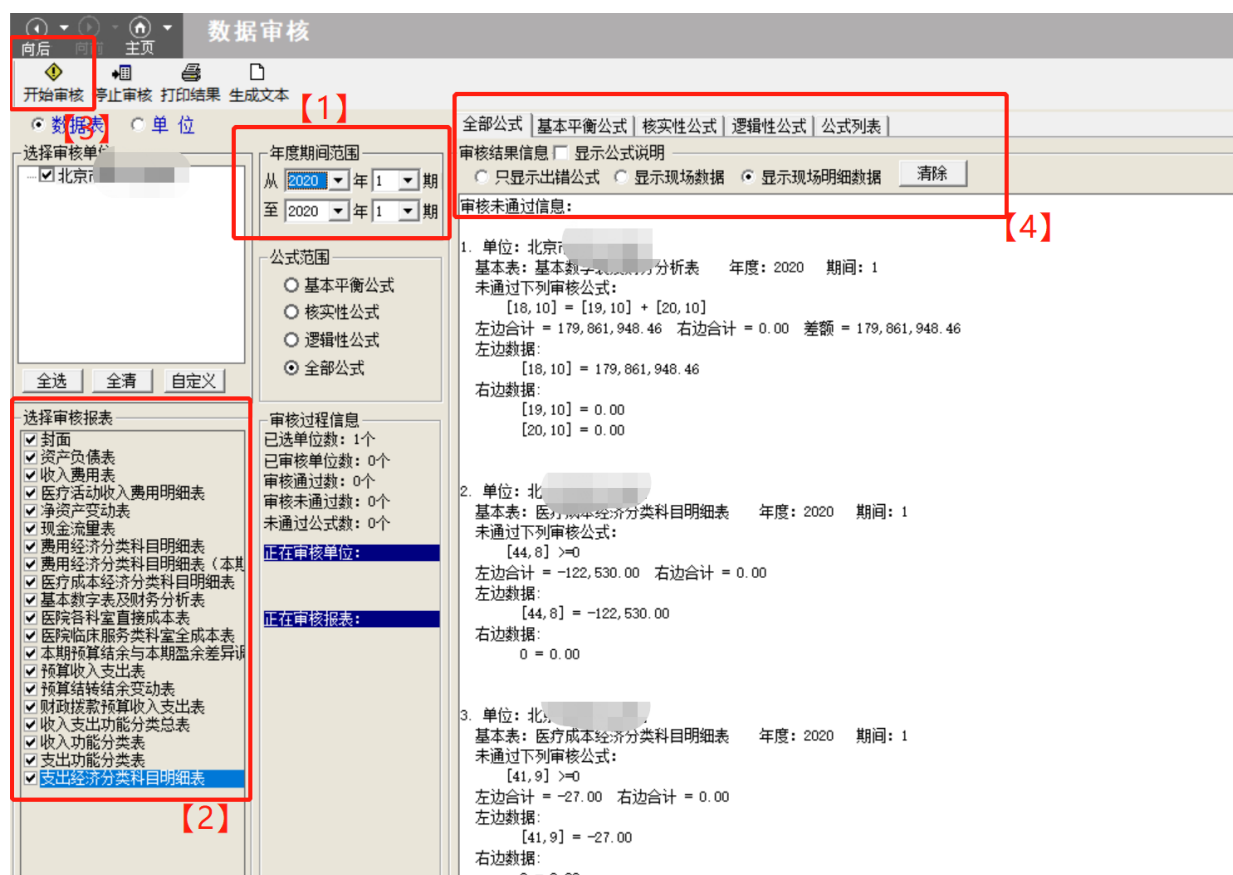 数据审核
向后 向前 主页
开始审核 停止审核 打印结果 生成文本
【1】
【3】
数据表 单 位
选择审核单位
北京市
全选 全清 自定义
年度期间范围
从 2020 年 1 期
至 2020 年 1 期
公式范围
基本平衡公式
核实性公式
逻辑性公式
全部公式
选择审核报表
封面
资产负债表
收入费用表
医疗活动收入费用明细表
净资产变动表
现金流量表
费用经济分类科目明细表
费用经济分类科目明细表（本期
医疗成本经济分类科目明细表
基本数字表及财务分析表
医院各科室直接成本表
医院临床服务类科室全成本表
本期预算结余与本期盈余差异调
预算收入支出表
预算结转结余变动表
财政拨款预算收入支出表
收入支出功能分类总表
收入功能分类表
支出功能分类表
支出经济分类科目明细表
【2】
审核过程信息
已选单位数: 1个
已审核单位数: 0个
审核通过数: 0个
审核未通过数: 0个
未通过公式数: 0个
正在审核单位:
正在审核报表:
全部公式 基本平衡公式 核实性公式 逻辑性公式 公式列表
审核结果信息 显示公式说明
只显示出错公式 显示现场数据 显示现场明细数据 清除
【4】
审核未通过信息:
1. 单位: 北京市
基本表: 基本数字表及财务分析表 年度: 2020 期间: 1
未通过下列审核公式:
[18,10] = [19,10] + [20,10]
左边合计 = 179,861,948.46 右边合计 = 0.00 差额 = 179,861,948.46
左边数据:
[18,10] = 179,861,948.46
右边数据:
[19,10] = 0.00
[20,10] = 0.00
2. 单位: 北
基本表: 医疗成本经济分类科目明细表 年度: 2020 期间: 1
未通过下列审核公式:
[44,8] >=0
左边合计 = -122,530.00 右边合计 = 0.00
左边数据:
[44,8] = -122,530.00
右边数据:
0 = 0.00
3. 单位: 北京
基本表: 医疗成本经济分类科目明细表 年度: 2020 期间: 1
未通过下列审核公式:
[41,9] >=0
左边合计 = -27.00 右边合计 = 0.00
左边数据:
[41,9] = -27.00
右边数据: